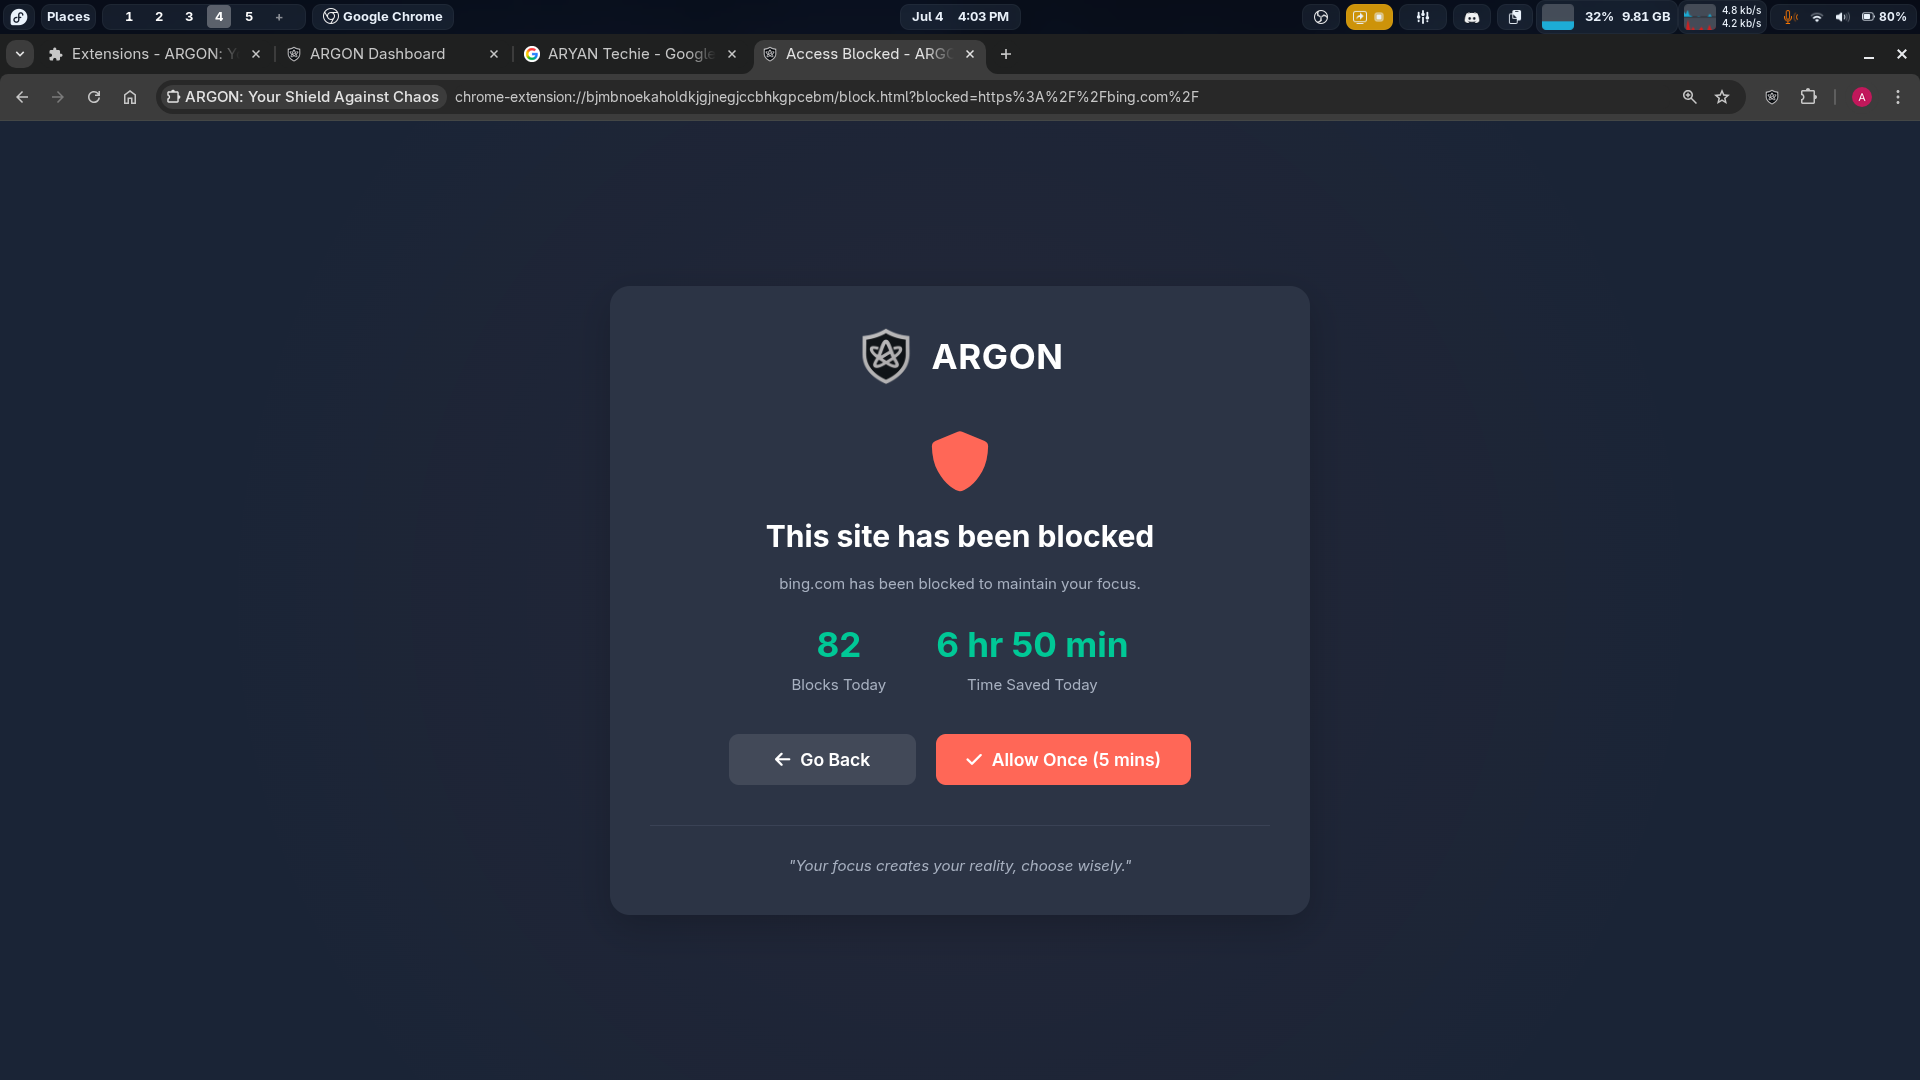 Places 1 2 3 4 5 + Google Chrome Jul 4 4:03 PM 32% 9.81 GB 4.8 kb/s 4.2 kb/s 80%
Extensions - ARGON: Y ARGON Dashboard ARYAN Techie - Google Access Blocked - ARGO
ARGON: Your Shield Against Chaos chrome-extension://bjmbnoekaholdkjgjnegjccbhkgpcebm/block.html?blocked=https%3A%2F%2Fbing.com%2F A
ARGON
This site has been blocked
bing.com has been blocked to maintain your focus.
82 6 hr 50 min
Blocks Today Time Saved Today
Go Back Allow Once (5 mins)
"Your focus creates your reality, choose wisely."